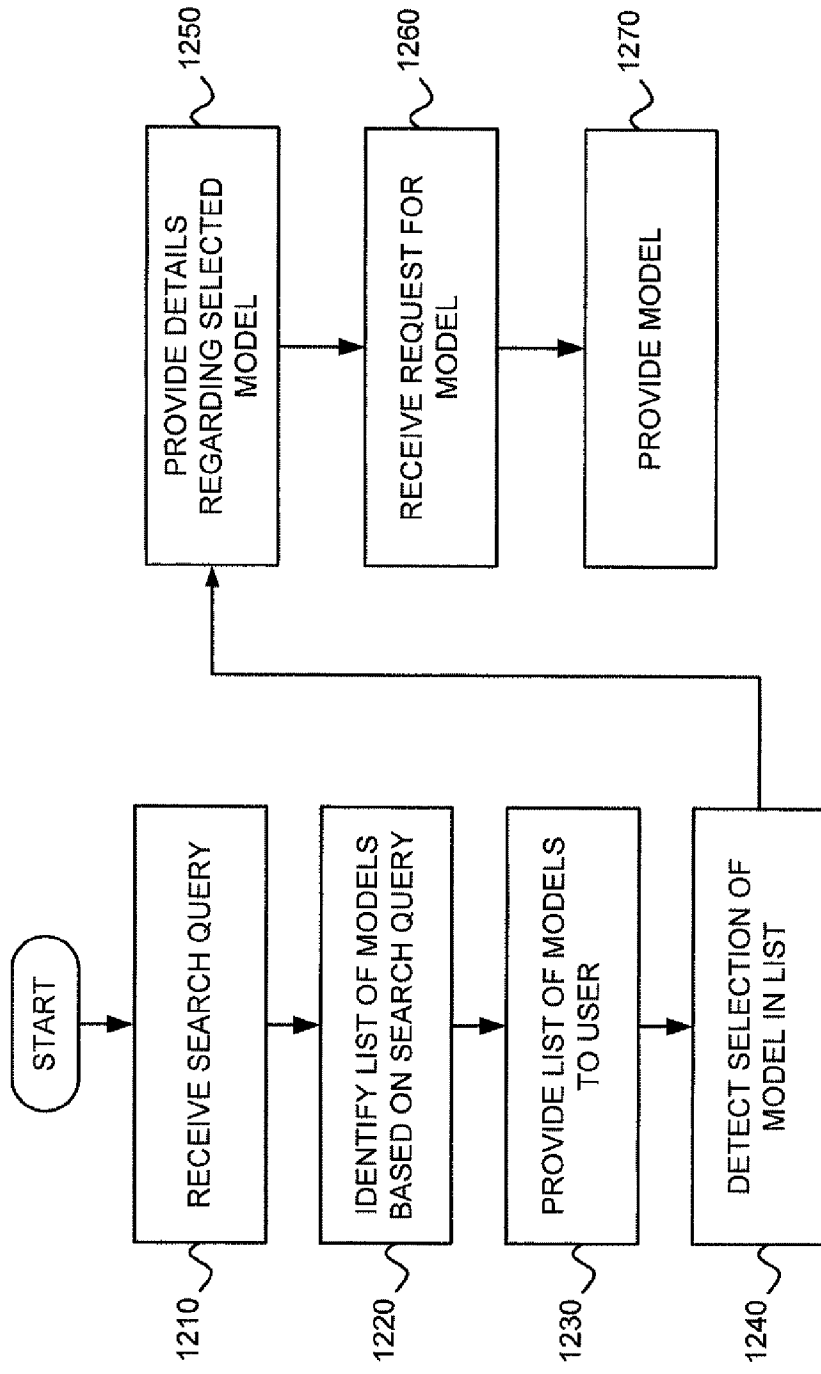 START
1210
RECEIVE SEARCH QUERY
1220
IDENTIFY LIST OF MODELS
BASED ON SEARCH QUERY
1230
PROVIDE LIST OF MODELS
TO USER
1240
DETECT SELECTION OF
MODEL IN LIST
PROVIDE DETAILS
REGARDING SELECTED
MODEL
1250
RECEIVE REQUEST FOR
MODEL
1260
PROVIDE MODEL
1270